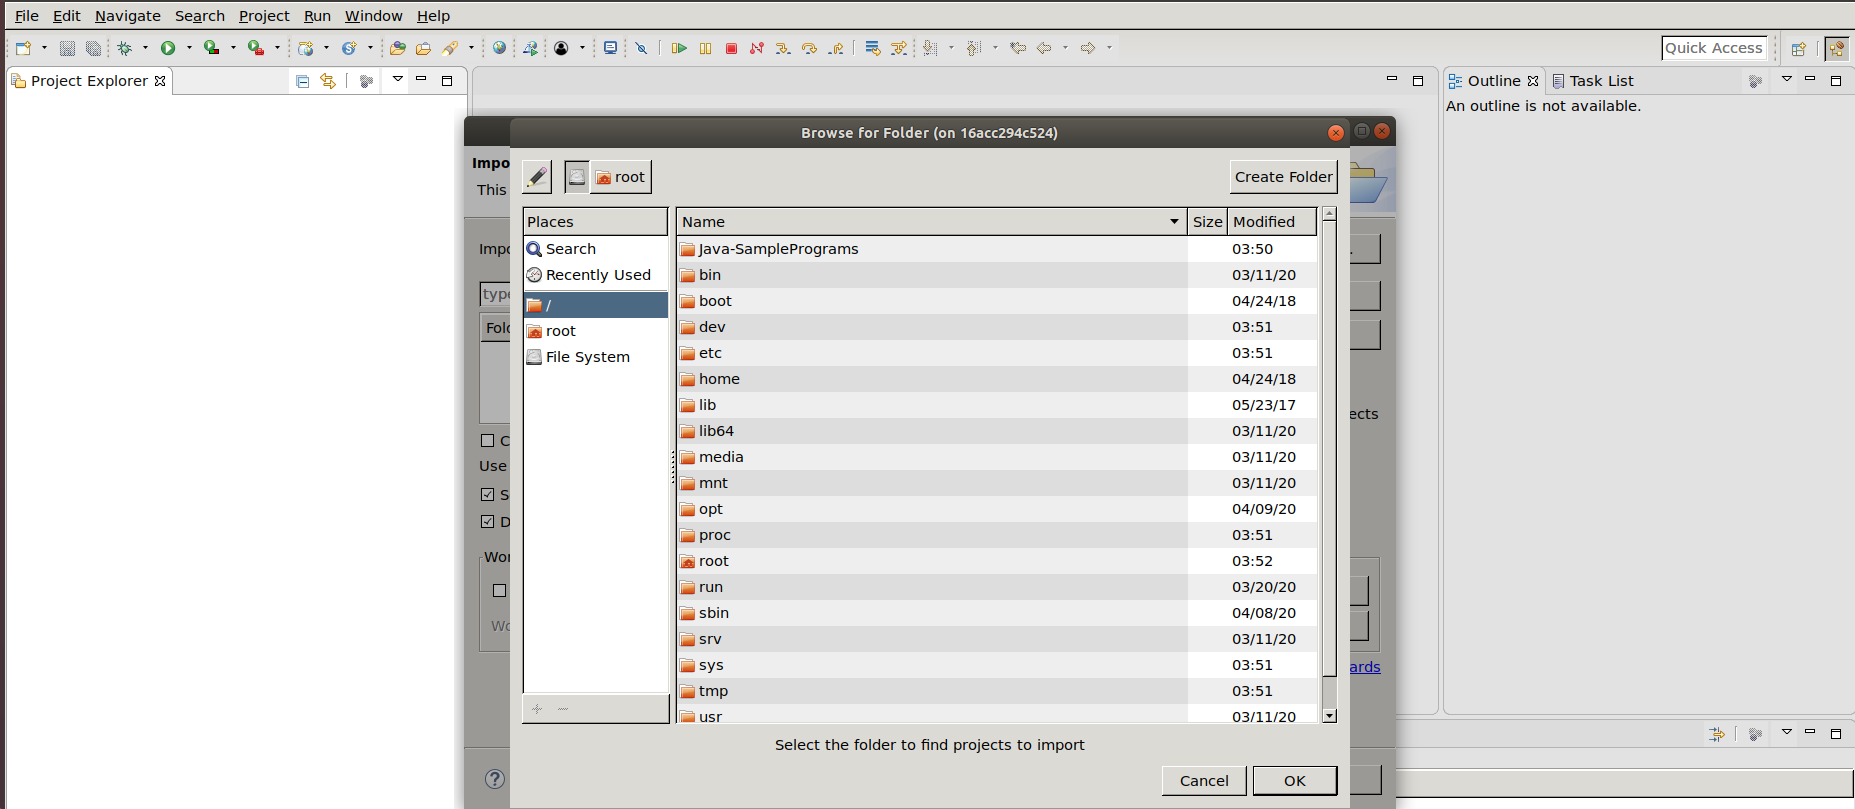 File Edit Navigate Search Project Run Window Help
Quick Access
Project Explorer
Outline Task List
An outline is not available.
Browse for Folder (on 16acc294c524)
Impo
This
root
Create Folder
Places
Name Size Modified
Search
Recently Used
/
root
File System
Java-SamplePrograms 03:50
bin 03/11/20
boot 04/24/18
dev 03:51
etc 03:51
home 04/24/18
lib 05/23/17
lib64 03/11/20
media 03/11/20
mnt 03/11/20
opt 04/09/20
proc 03:51
root 03:52
run 03/20/20
sbin 04/08/20
srv 03/11/20
sys 03:51
tmp 03:51
usr 03/11/20
Impo
type
Fold
ects
C
Use
S
D
Wor
Wo
ards
Select the folder to find projects to import
Cancel OK